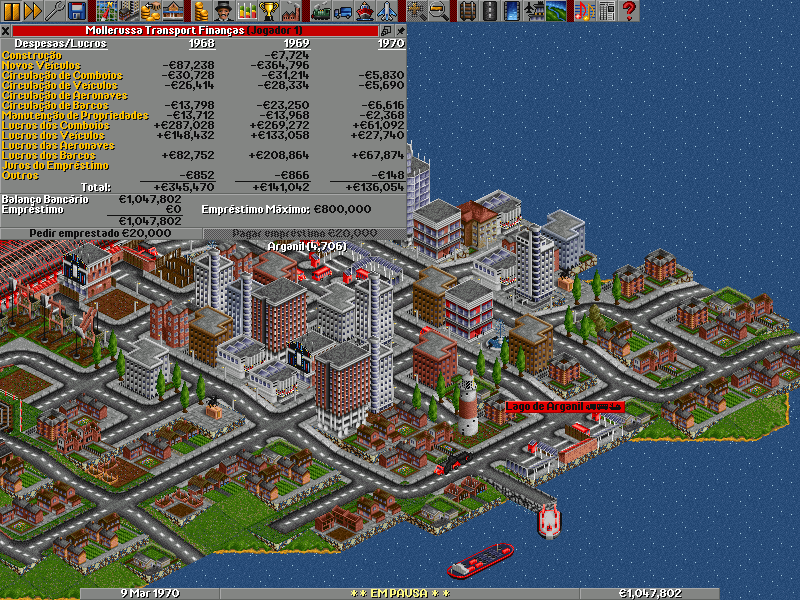 Mollerussa Transport Finanças (Jogador 1)
Despesas/Lucros 1968 1969 1970
Construção -€7,724
Novos Veículos -€87,238 -€364,796
Circulação de Comboios -€30,728 -€31,214 -€5,830
Circulação de Veículos -€26,414 -€28,334 -€5,690
Circulação de Aeronaves
Circulação de Barcos -€13,798 -€23,250 -€6,616
Manutenção de Propriedades -€13,712 -€13,968 -€2,368
Lucros dos Comboios +€287,028 +€269,272 +€61,092
Lucros dos Veículos +€148,432 +€133,058 +€27,740
Lucros das Aeronaves
Lucros dos Barcos +€82,752 +€208,864 +€67,874
Juros do Empréstimo
Outros -€852 -€866 -€148
Total: +€345,470 +€141,042 +€136,054
Balanço Bancário €1,047,802
Empréstimo €0 Empréstimo Máximo: €800,000
€1,047,802
Pedir emprestado €20,000 Pagar empréstimo €20,000
Arganil (4,706)
Lago de Arganil
9 Mar 1970 * * EM PAUSA * * €1,047,802